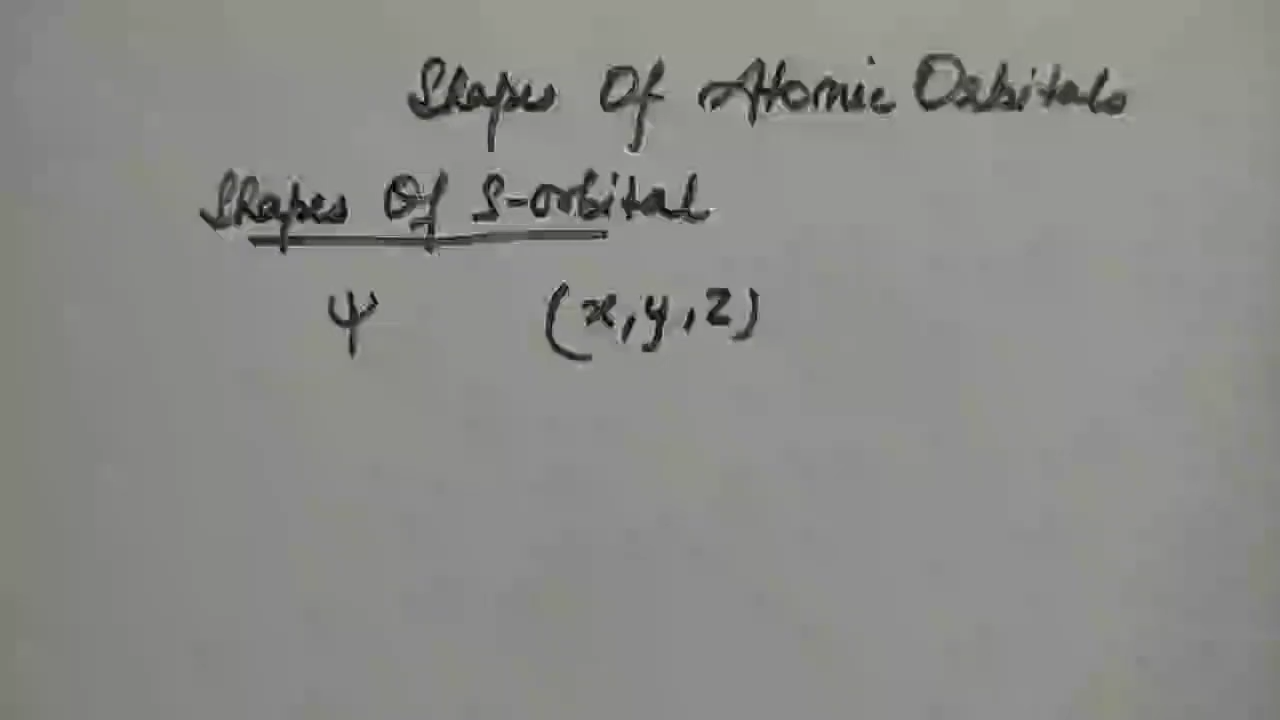 Shapes Of Atomic Orbitals
Shapes Of S-orbital
ψ (x, y, z)